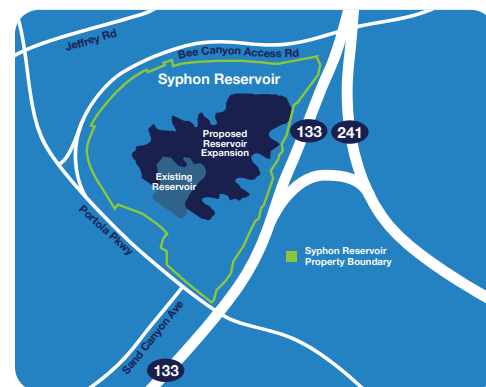 Jeffrey Rd
Bee Canyon Access Rd
Syphon Reservoir
Proposed
Reservoir
Expansion
133
241
Existing
Reservoir
Portola Pkwy
Syphon Reservoir
Property Boundary
Sand Canyon Ave
133